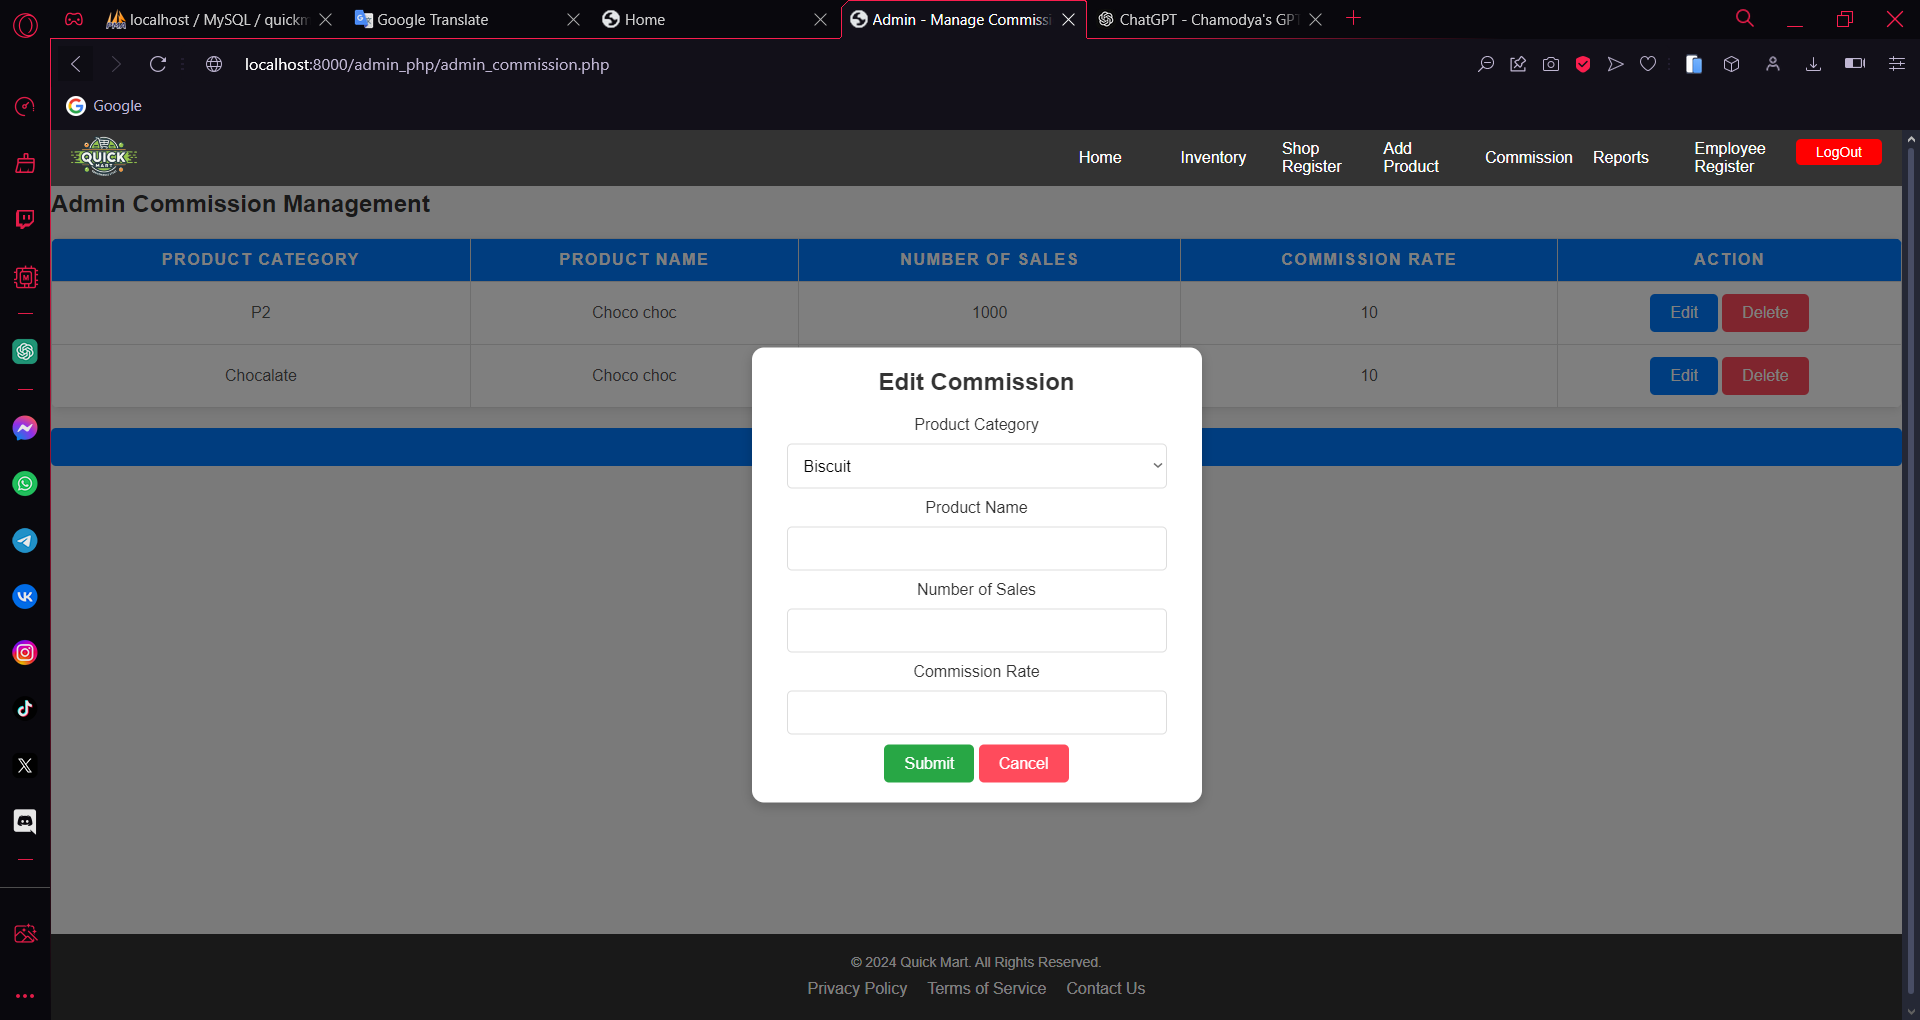 localhost / MySQL / quickm
Google Translate
Home
Admin - Manage Commissi
ChatGPT - Chamodya's GPT
localhost:8000/admin_php/admin_commission.php
Google
QUICK
MART
Home
Inventory
Shop Register
Add Product
Commission
Reports
Employee Register
LogOut
Admin Commission Management
PRODUCT CATEGORY PRODUCT NAME NUMBER OF SALES COMMISSION RATE ACTION
P2 Choco choc 1000 10 Edit Delete
Chocalate Choco choc 10 Edit Delete
Edit Commission
Product Category
Biscuit
Product Name
Number of Sales
Commission Rate
Submit Cancel
© 2024 Quick Mart. All Rights Reserved.
Privacy Policy Terms of Service Contact Us